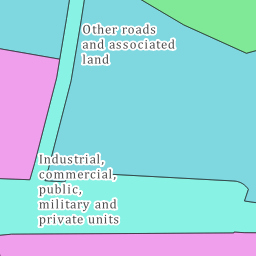 Other roads
and associated
land
Industrial,
commercial,
public,
military and
private units